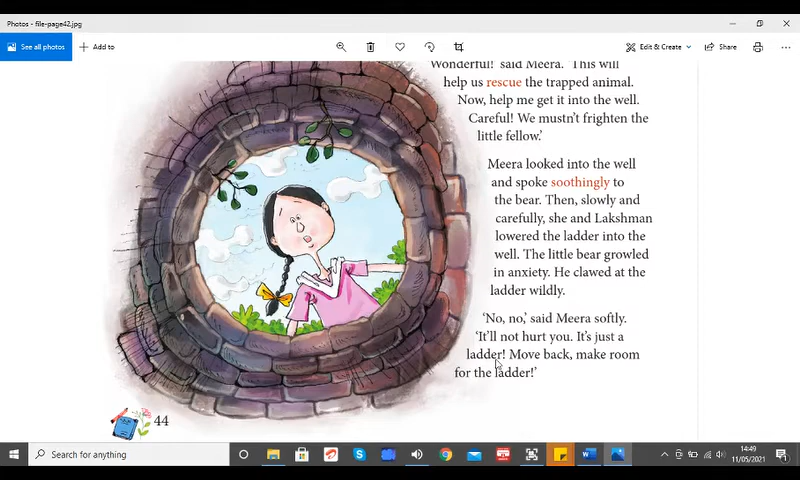 Photos - file-page42.jpg
See all photos
Add to
Edit & Create
Share
Wonderful! said Meera. 'This will
help us rescue the trapped animal.
Now, help me get it into the well.
Careful! We mustn't frighten the
little fellow.'
Meera looked into the well
and spoke soothingly to
the bear. Then, slowly and
carefully, she and Lakshman
lowered the ladder into the
well. The little bear growled
in anxiety. He clawed at the
ladder wildly.
'No, no,' said Meera softly.
'It'll not hurt you. It's just a
ladder! Move back, make room
for the ladder!'
44
Search for anything
14:49
11/05/2021